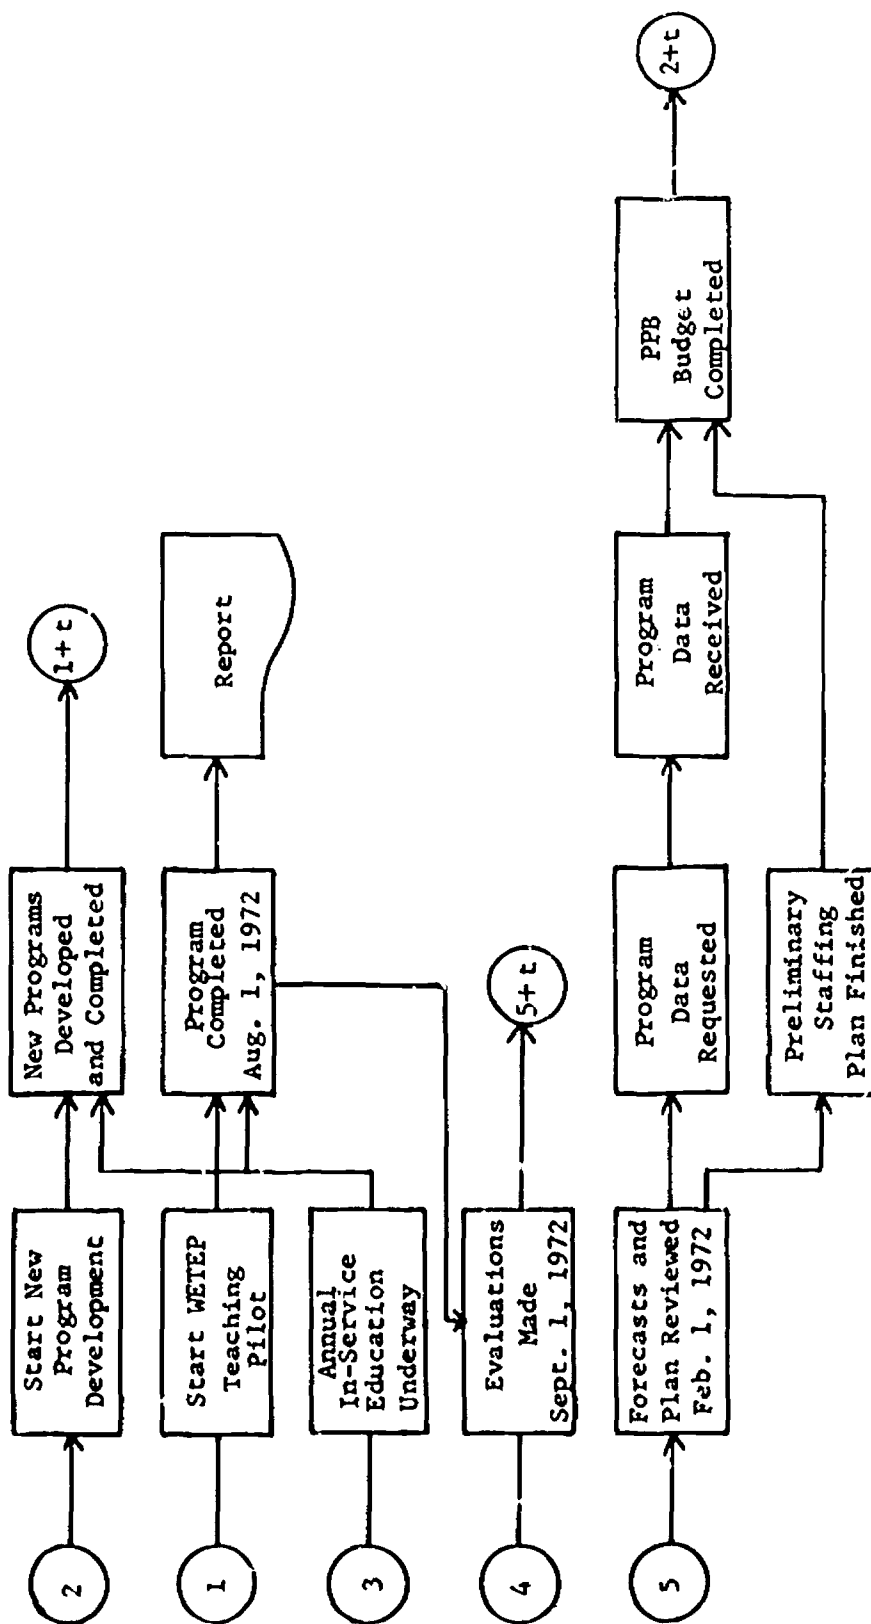 2
Start New
Program
Development
New Programs
Developed
and Completed
1+t
1
Start WETEP
Teaching
Pilot
Program
Completed
Aug. 1, 1972
Report
3
Annual
In-Service
Education
Underway
4
Evaluations
Made
Sept. 1, 1972
5+t
5
Forecasts and
Plan Reviewed
Feb. 1, 1972
Program
Data
Requested
Program
Data
Received
PPB
Budget
Completed
2+t
Preliminary
Staffing
Plan Finished